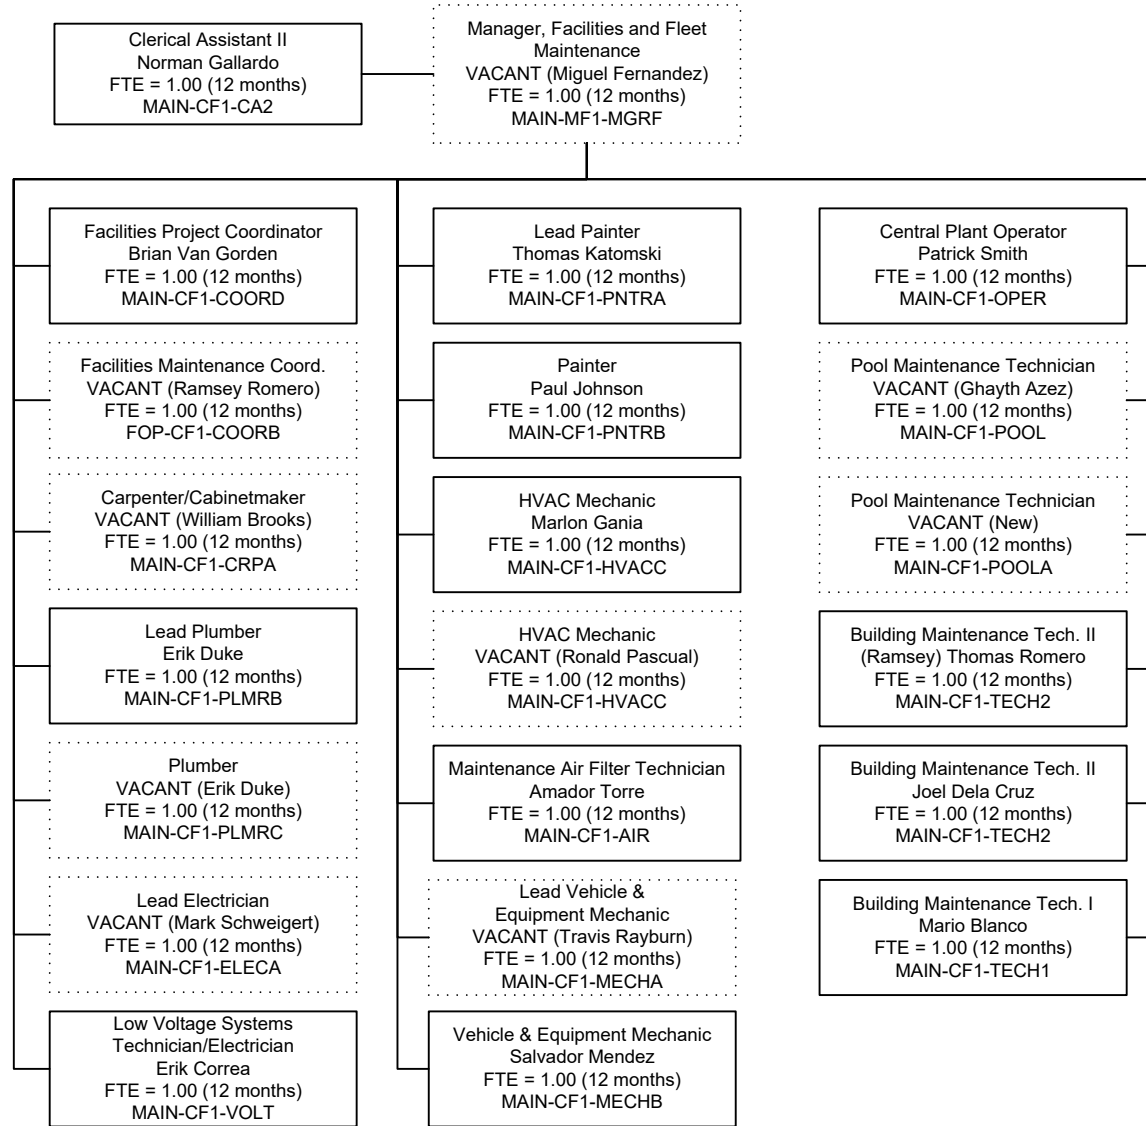 Clerical Assistant II
Norman Gallardo
FTE = 1.00 (12 months)
MAIN-CF1-CA2
Manager, Facilities and Fleet
Maintenance
VACANT (Miguel Fernandez)
FTE = 1.00 (12 months)
MAIN-MF1-MGRF
Facilities Project Coordinator
Brian Van Gorden
FTE = 1.00 (12 months)
MAIN-CF1-COORD
Facilities Maintenance Coord.
VACANT (Ramsey Romero)
FTE = 1.00 (12 months)
FOP-CF1-COORB
Carpenter/Cabinetmaker
VACANT (William Brooks)
FTE = 1.00 (12 months)
MAIN-CF1-CRPA
Lead Plumber
Erik Duke
FTE = 1.00 (12 months)
MAIN-CF1-PLMRB
Plumber
VACANT (Erik Duke)
FTE = 1.00 (12 months)
MAIN-CF1-PLMRC
Lead Electrician
VACANT (Mark Schweigert)
FTE = 1.00 (12 months)
MAIN-CF1-ELECA
Low Voltage Systems
Technician/Electrician
Erik Correa
FTE = 1.00 (12 months)
MAIN-CF1-VOLT
Lead Painter
Thomas Katomski
FTE = 1.00 (12 months)
MAIN-CF1-PNTRA
Painter
Paul Johnson
FTE = 1.00 (12 months)
MAIN-CF1-PNTRB
HVAC Mechanic
Marlon Gania
FTE = 1.00 (12 months)
MAIN-CF1-HVACC
HVAC Mechanic
VACANT (Ronald Pascual)
FTE = 1.00 (12 months)
MAIN-CF1-HVACC
Maintenance Air Filter Technician
Amador Torre
FTE = 1.00 (12 months)
MAIN-CF1-AIR
Lead Vehicle &
Equipment Mechanic
VACANT (Travis Rayburn)
FTE = 1.00 (12 months)
MAIN-CF1-MECHA
Vehicle & Equipment Mechanic
Salvador Mendez
FTE = 1.00 (12 months)
MAIN-CF1-MECHB
Central Plant Operator
Patrick Smith
FTE = 1.00 (12 months)
MAIN-CF1-OPER
Pool Maintenance Technician
VACANT (Ghayth Azez)
FTE = 1.00 (12 months)
MAIN-CF1-POOL
Pool Maintenance Technician
VACANT (New)
FTE = 1.00 (12 months)
MAIN-CF1-POOLA
Building Maintenance Tech. II
(Ramsey) Thomas Romero
FTE = 1.00 (12 months)
MAIN-CF1-TECH2
Building Maintenance Tech. II
Joel Dela Cruz
FTE = 1.00 (12 months)
MAIN-CF1-TECH2
Building Maintenance Tech. I
Mario Blanco
FTE = 1.00 (12 months)
MAIN-CF1-TECH1